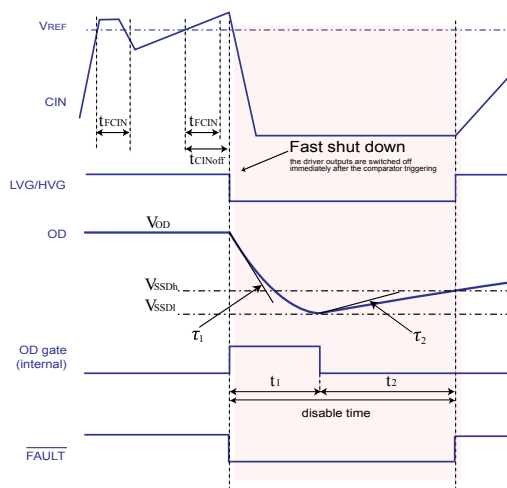 VREF
CIN
tFCIN
tFCIN
tCINoff
Fast shut down
the driver outputs are switched off
immediately after the comparator triggering
LVG/HVG
OD
VOD
VSSDh
VSSDl
τ1
τ2
OD gate
(internal)
t1
t2
disable time
FAULT